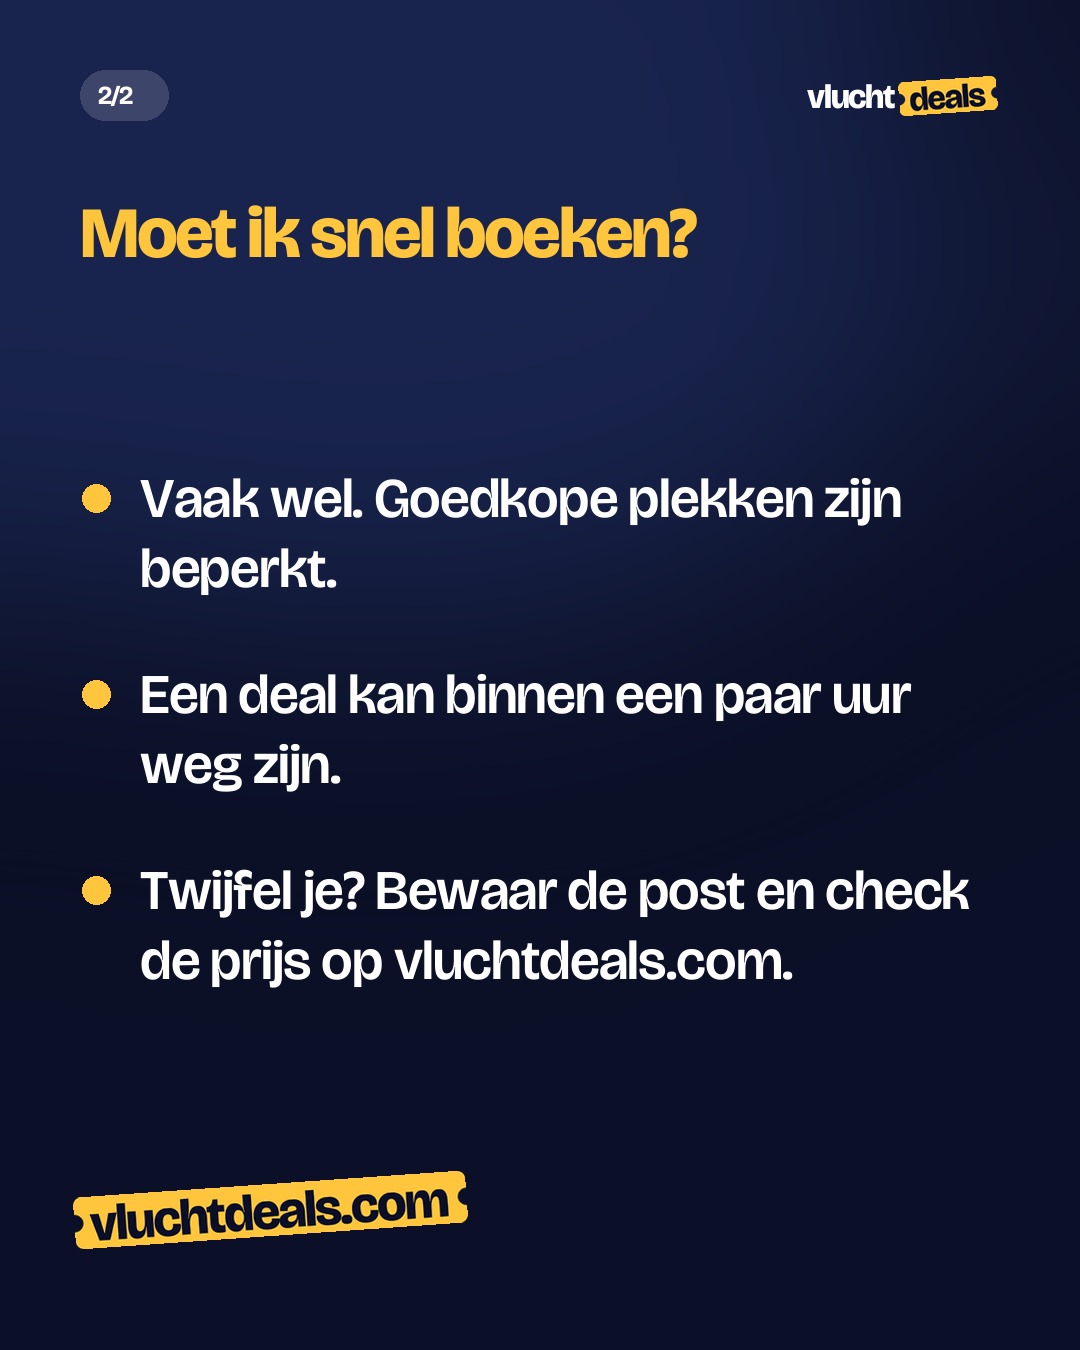 2/2
vlucht deals
Moet ik snel boeken?
Vaak wel. Goedkope plekken zijn
beperkt.
Een deal kan binnen een paar uur
weg zijn.
Twijfel je? Bewaar de post en check
de prijs op vluchtdeals.com.
vluchtdeals.com